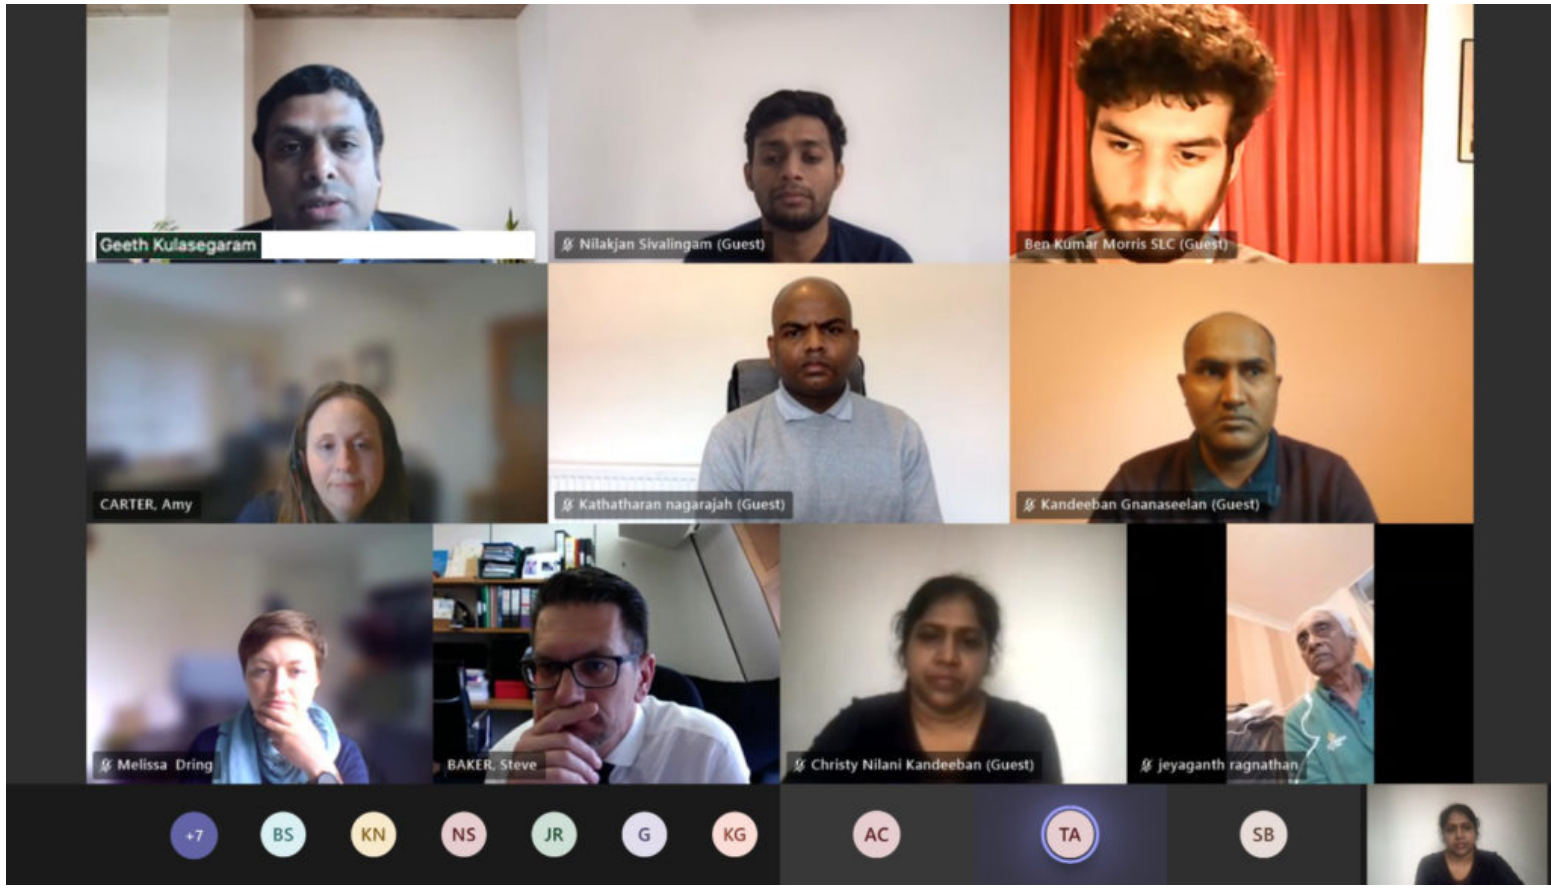 Geeth Kulasegaram
Nilakjan Sivalingam (Guest)
Ben Kumar Morris SLC (Guest)
CARTER, Amy
Kathatharan nagarajah (Guest)
Kandeeban Gnanaseelan (Guest)
Melissa Dring
BAKER, Steve
Christy Nilani Kandeeban (Guest)
jeyaganth ragnathan
+7
BS
KN
NS
JR
G
KG
AC
TA
SB